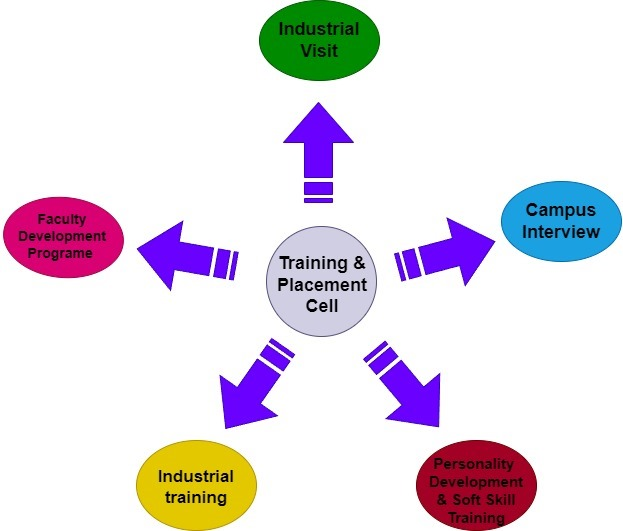 Industrial
Visit
Campus
Interview
Faculty
Development
Programe
Training &
Placement
Cell
Industrial
training
Personality
Development
& Soft Skill
Training